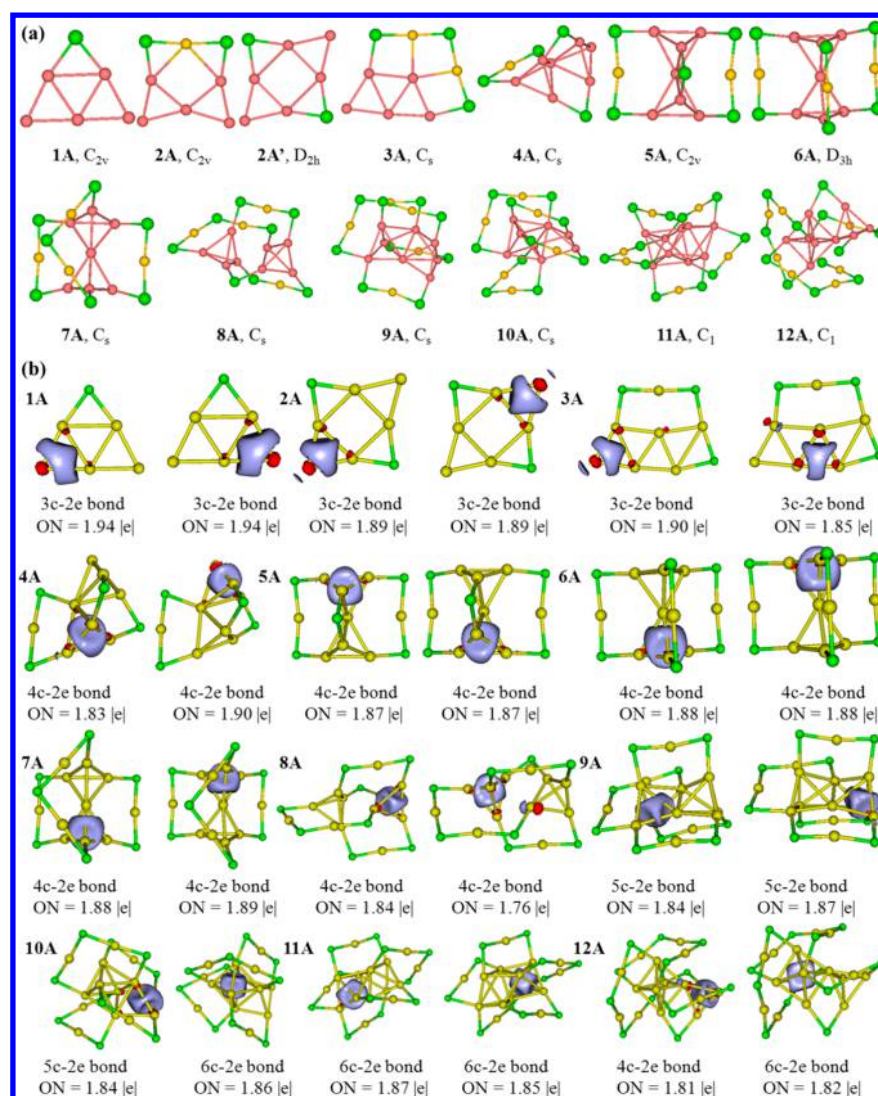 (a)
1A, C2v 2A, C2v 2A’, D2h 3A, Cs 4A, Cs 5A, C2v 6A, D3h
7A, Cs 8A, Cs 9A, Cs 10A, Cs 11A, C1 12A, C1
(b)
1A 2A 3A
3c-2e bond 3c-2e bond 3c-2e bond 3c-2e bond 3c-2e bond 3c-2e bond
ON = 1.94 |e| ON = 1.94 |e| ON = 1.89 |e| ON = 1.89 |e| ON = 1.90 |e| ON = 1.85 |e|
4A 5A 6A
4c-2e bond 4c-2e bond 4c-2e bond 4c-2e bond 4c-2e bond 4c-2e bond
ON = 1.83 |e| ON = 1.90 |e| ON = 1.87 |e| ON = 1.87 |e| ON = 1.88 |e| ON = 1.88 |e|
7A 8A 9A
4c-2e bond 4c-2e bond 4c-2e bond 4c-2e bond 5c-2e bond 5c-2e bond
ON = 1.88 |e| ON = 1.89 |e| ON = 1.84 |e| ON = 1.76 |e| ON = 1.84 |e| ON = 1.87 |e|
10A 11A 12A
5c-2e bond 6c-2e bond 6c-2e bond 6c-2e bond 4c-2e bond 6c-2e bond
ON = 1.84 |e| ON = 1.86 |e| ON = 1.87 |e| ON = 1.85 |e| ON = 1.81 |e| ON = 1.82 |e|